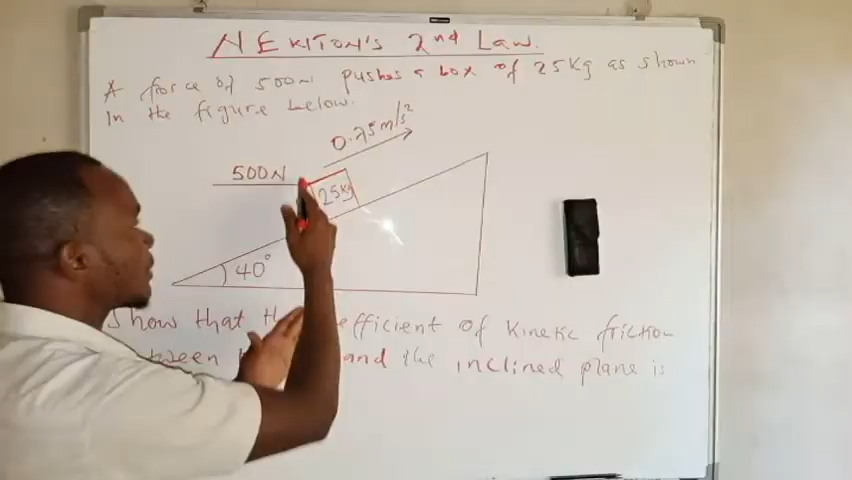 NEWTON'S 2nd LAW.
A force of 500N pushes a box of 25kg as shown
In the figure below.
0.75m/s²
500N
25kg
40°
Show that th efficient of kinetic friction
and the inclined plane is